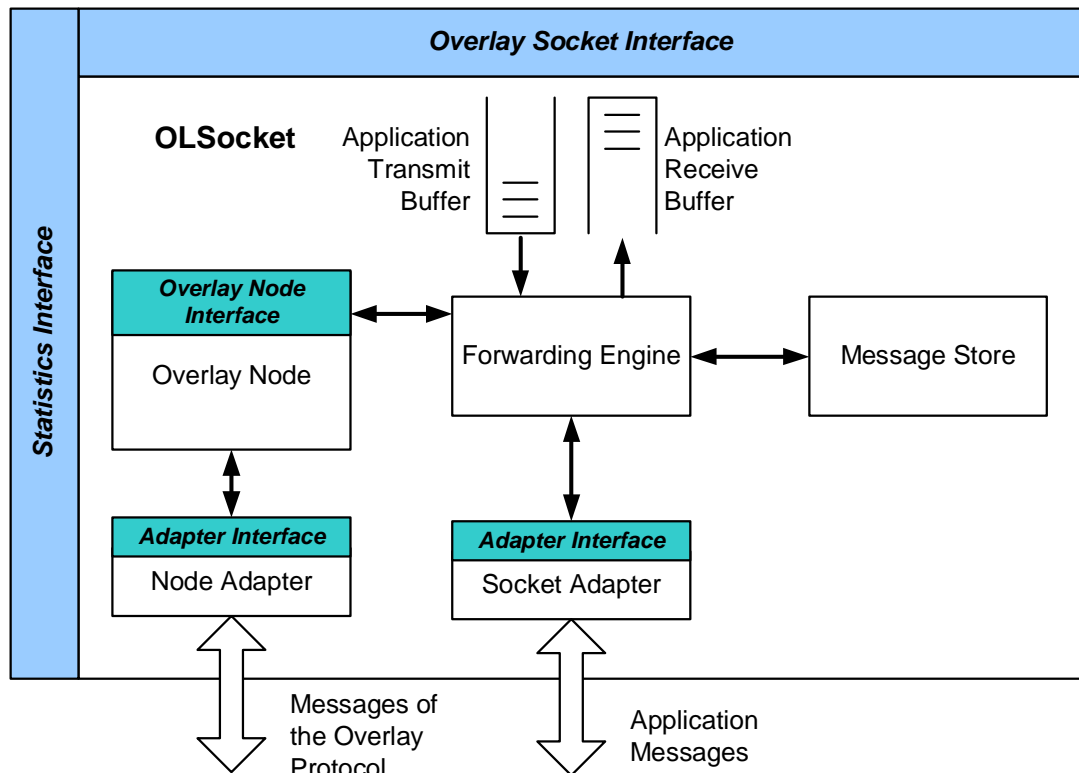 Overlay Socket Interface
Statistics Interface
OLSocket
Application
Transmit
Buffer
Application
Receive
Buffer
Overlay Node
Interface
Overlay Node
Forwarding Engine
Message Store
Adapter Interface
Node Adapter
Adapter Interface
Socket Adapter
Messages of
the Overlay
Protocol
Application
Messages